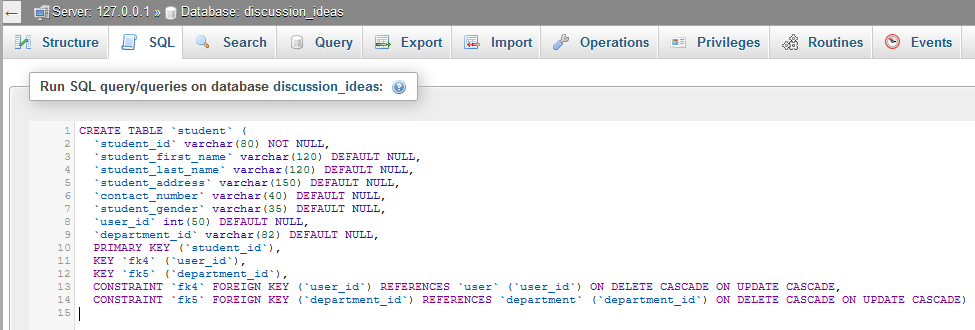 Server: 127.0.0.1 » Database: discussion_ideas
Structure SQL Search Query Export Import Operations Privileges Routines Events
Run SQL query/queries on database discussion_ideas:
1 CREATE TABLE `student` (
2 `student_id` varchar(80) NOT NULL,
3 `student_first_name` varchar(120) DEFAULT NULL,
4 `student_last_name` varchar(120) DEFAULT NULL,
5 `student_address` varchar(150) DEFAULT NULL,
6 `contact_number` varchar(40) DEFAULT NULL,
7 `student_gender` varchar(35) DEFAULT NULL,
8 `user_id` int(50) DEFAULT NULL,
9 `department_id` varchar(82) DEFAULT NULL,
10 PRIMARY KEY (`student_id`),
11 KEY `fk4` (`user_id`),
12 KEY `fk5` (`department_id`),
13 CONSTRAINT `fk4` FOREIGN KEY (`user_id`) REFERENCES `user` (`user_id`) ON DELETE CASCADE ON UPDATE CASCADE,
14 CONSTRAINT `fk5` FOREIGN KEY (`department_id`) REFERENCES `department` (`department_id`) ON DELETE CASCADE ON UPDATE CASCADE)
15